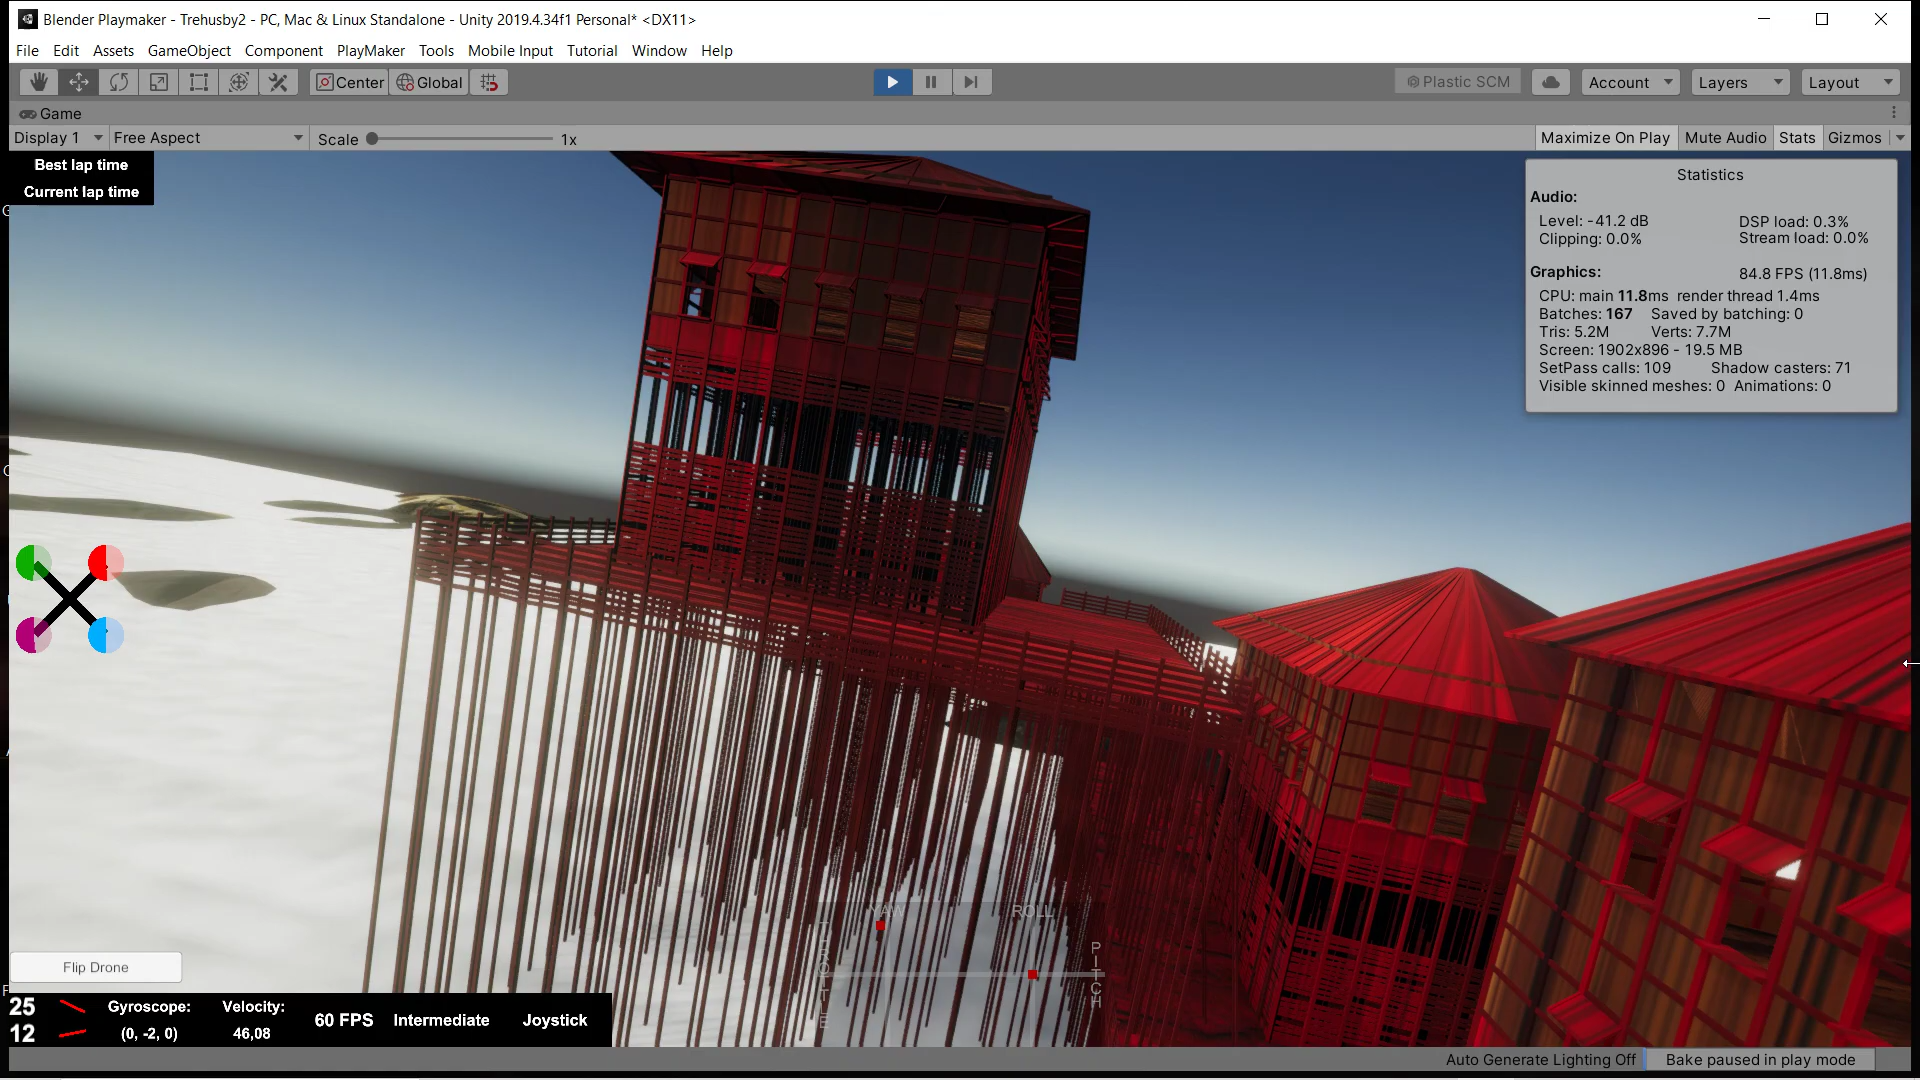 Blender Playmaker - Trehusby2 - PC, Mac & Linux Standalone - Unity 2019.4.34f1 Personal* <DX11>
File Edit Assets GameObject Component PlayMaker Tools Mobile Input Tutorial Window Help
Center Global Plastic SCM Account Layers Layout
Game
Display 1 Free Aspect Scale 1x Maximize On Play Mute Audio Stats Gizmos
Best lap time
Current lap time
Statistics
Audio:
Level: -41.2 dB DSP load: 0.3%
Clipping: 0.0% Stream load: 0.0%
Graphics: 84.8 FPS (11.8ms)
CPU: main 11.8ms render thread 1.4ms
Batches: 167 Saved by batching: 0
Tris: 5.2M Verts: 7.7M
Screen: 1902x896 - 19.5 MB
SetPass calls: 109 Shadow casters: 71
Visible skinned meshes: 0 Animations: 0
YAW ROLL
THROTTLE
PITCH
Flip Drone
25 Gyroscope: Velocity: 60 FPS Intermediate Joystick
12 (0, -2, 0) 46,08
Auto Generate Lighting Off Bake paused in play mode